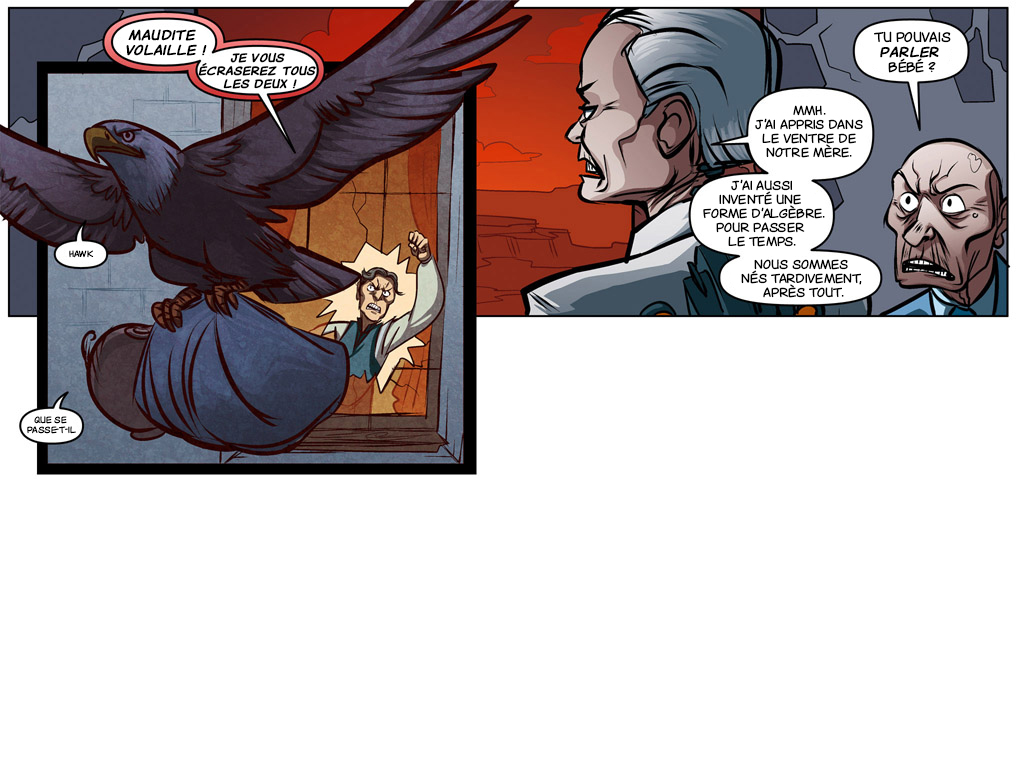 MAUDITE
VOLAILLE !
JE VOUS
ÉCRASEREZ TOUS
LES DEUX !
HAWK
QUE SE
PASSE-T-IL
TU POUVAIS
PARLER
BÉBÉ ?
MMH.
J'AI APPRIS DANS
LE VENTRE DE
NOTRE MÈRE.
J'AI AUSSI
INVENTÉ UNE
FORME D'ALGÈBRE.
POUR PASSER
LE TEMPS.
NOUS SOMMES
NÉS TARDIVEMENT,
APRÈS TOUT.